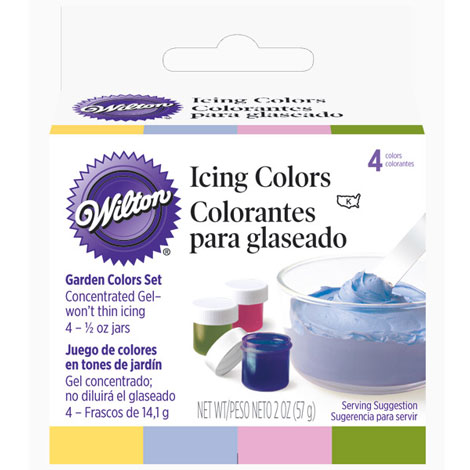 Wilton
Icing Colors
Colorantes
para glaseado
Wilton
Icing Colors
Colorantes
para glaseado
K
4 colors
colorantes
Garden Colors Set
Concentrated Gel–
won't thin icing
4 – ½ oz jars
Juego de colores
en tonos de jardín
Gel concentrado;
no diluirá el glaseado
4 – Frascos de 14,1 g
NET WT/PESO NETO 2 OZ (57 g)
Serving Suggestion
Sugerencia para servir